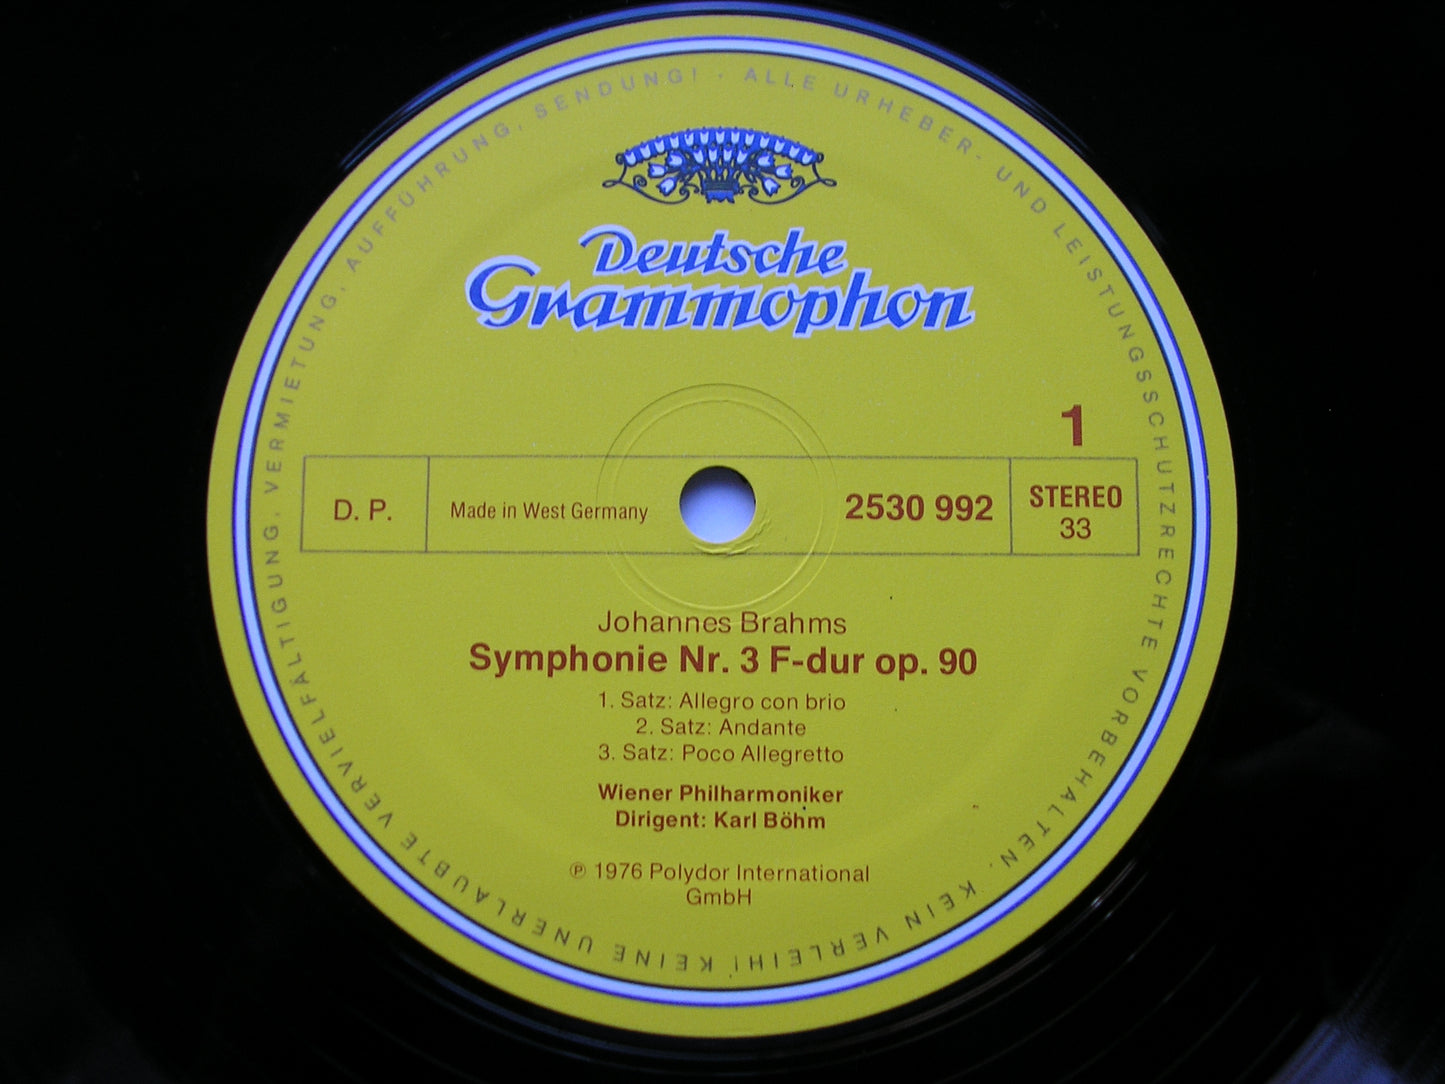 ALLE URHEBER- UND LEISTUNGSSCHUTZRECHTE VORBEHALTEN. KEIN VERLEIH! KEINE UNERLAUBTE VERVIELFÄLTIGUNG, VERMIETUNG, AUFFÜHRUNG, SENDUNG! ·
Deutsche
Grammophon
1
D. P.
Made in West Germany
2530 992
STEREO
33
Johannes Brahms
Symphonie Nr. 3 F-dur op. 90
1. Satz: Allegro con brio
2. Satz: Andante
3. Satz: Poco Allegretto
Wiener Philharmoniker
Dirigent: Karl Böhm
℗ 1976 Polydor International
GmbH